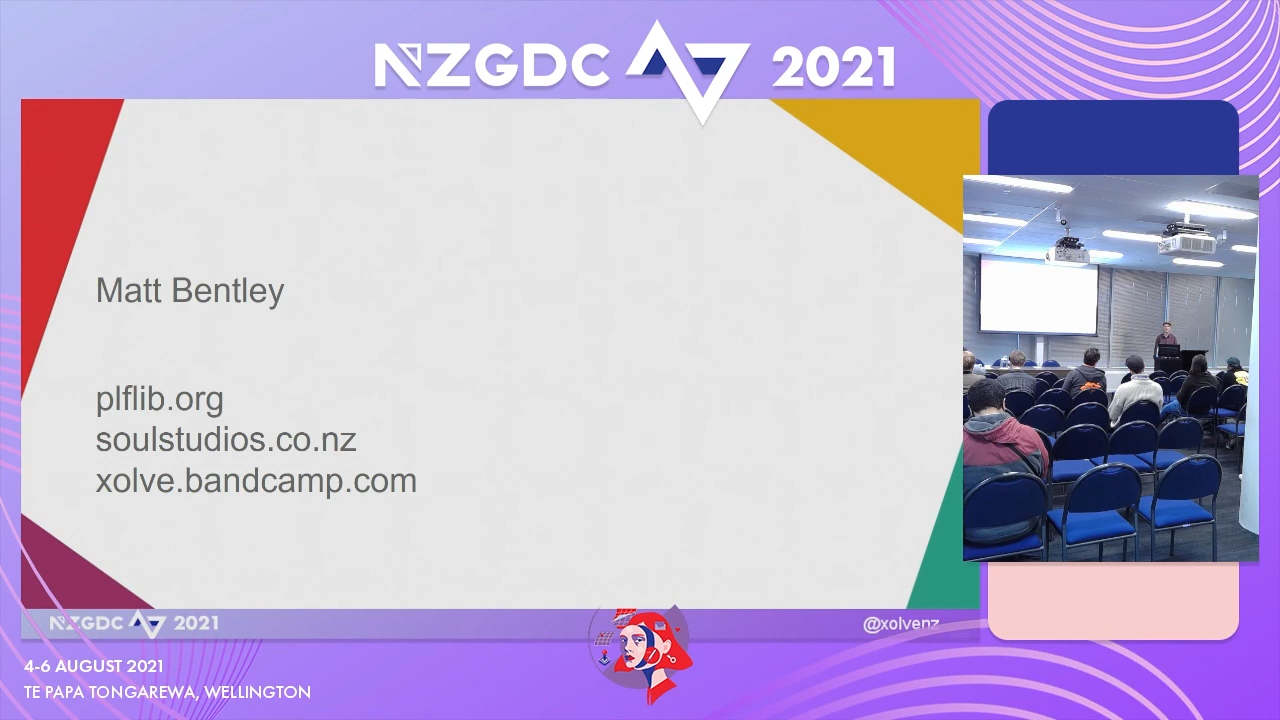 NZGDC 2021
Matt Bentley
plflib.org
soulstudios.co.nz
xolve.bandcamp.com
NZGDC 2021
@xolvenz
4-6 AUGUST 2021
TE PAPA TONGAREWA, WELLINGTON